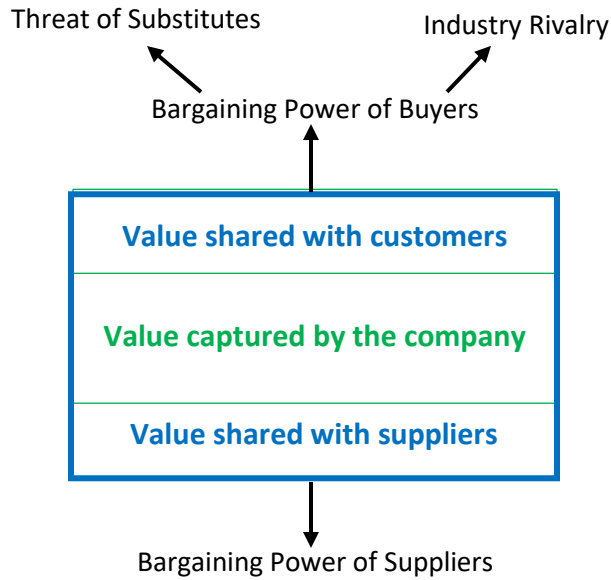 Threat of Substitutes
Industry Rivalry
Bargaining Power of Buyers
Value shared with customers
Value captured by the company
Value shared with suppliers
Bargaining Power of Suppliers